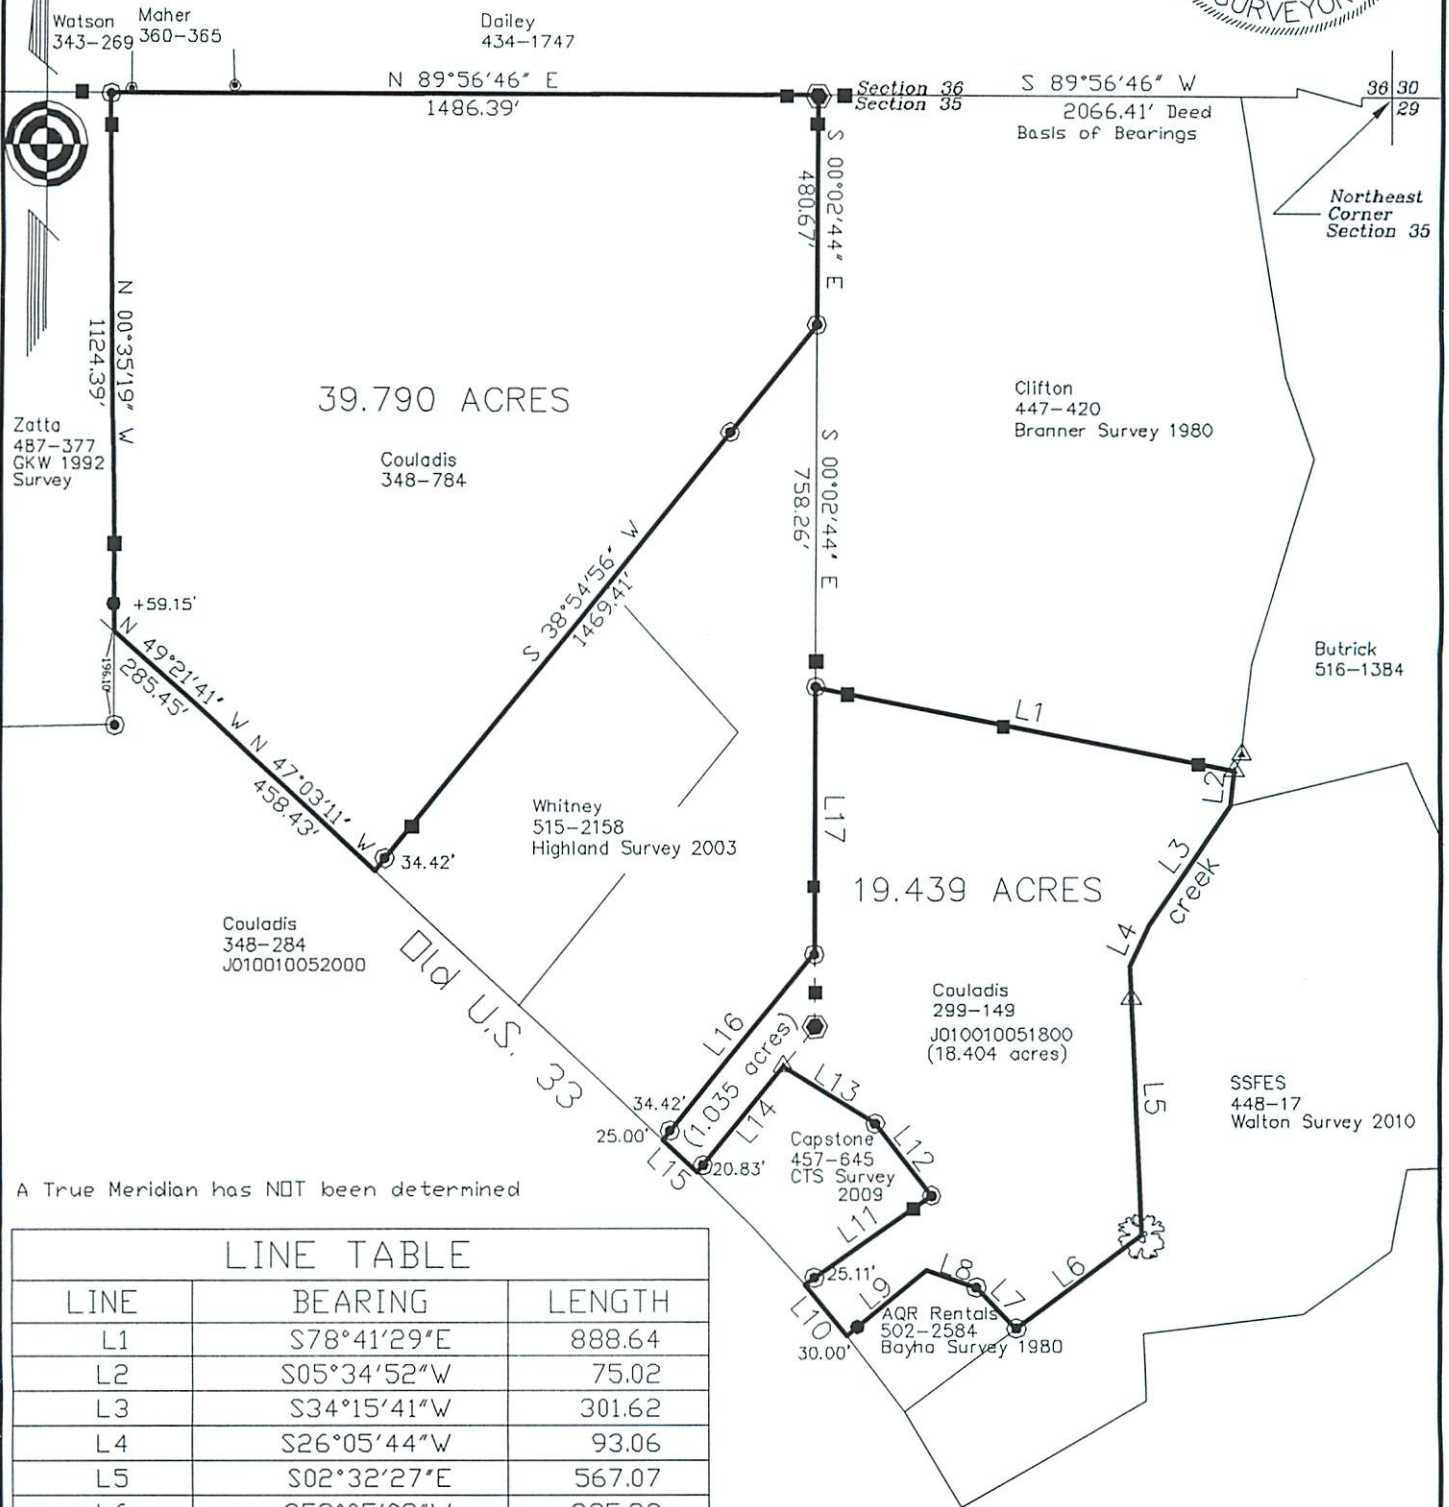 SURVEYOR
Watson
343-269
Maher
360-365
Dailey
434-1747
N 89°56'46" E
1486.39'
Section 36
Section 35
S 89°56'46" W
2066.41' Deed
Basis of Bearings
36 30
29
Northeast
Corner
Section 35
S 00°02'44" E
480.67'
N 00°35'19" W
1124.39'
39.790 ACRES
Couladis
348-784
Zatta
487-377
GKW 1992
Survey
Clifton
447-420
Branner Survey 1980
S 00°02'44" E
758.26'
S 38°54'56" W
1469.41'
+59.15'
196.10'
N 49°21'41" W
285.45'
N 47°03'11" W
458.43'
34.42'
Butrick
516-1384
L1
L2
L3
creek
L4
L17
Whitney
515-2158
Highland Survey 2003
19.439 ACRES
Couladis
348-284
J010010052000
Old U.S. 33
Couladis
299-149
J010010051800
(18.404 acres)
L16
(1.035 acres)
L14
L13
L12
34.42'
25.00'
L15
20.83'
Capstone
457-645
CTS Survey
2009
L5
SSFES
448-17
Walton Survey 2010
L11
25.11'
L10
L9
L8
L7
L6
30.00'
AQR Rentals
502-2584
Bayha Survey 1980
A True Meridian has NOT been determined
LINE TABLE
LINE BEARING LENGTH
L1 S78°41'29"E 888.64
L2 S05°34'52"W 75.02
L3 S34°15'41"W 301.62
L4 S26°05'44"W 93.06
L5 S02°32'27"E 567.07
L6